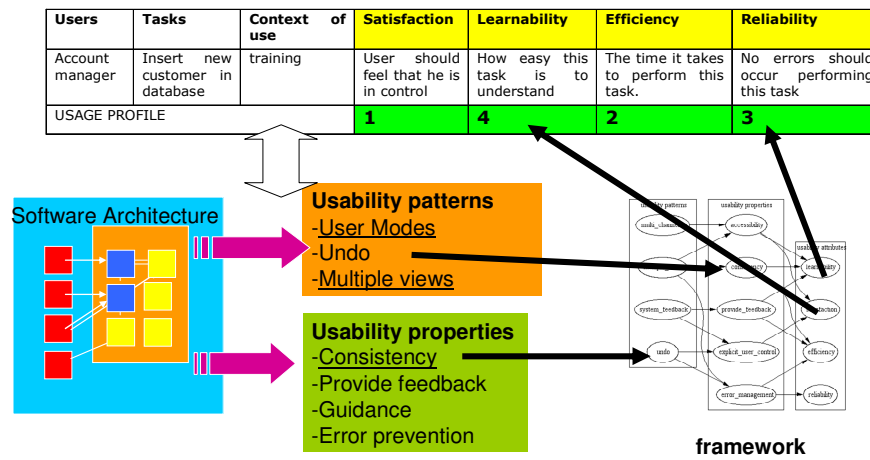 Users Tasks Context of use Satisfaction Learnability Efficiency Reliability
Account manager Insert new customer in database training User should feel that he is in control How easy this task is to understand The time it takes to perform this task. No errors should occur performing this task
USAGE PROFILE 1 4 2 3
Software Architecture
Usability patterns
-User Modes
-Undo
-Multiple views
Usability properties
-Consistency
-Provide feedback
-Guidance
-Error prevention
usability patterns usability properties
usability attributes
accessibility
system_feedback provide_feedback
undo explicit_user_control efficiency
error_management reliability
framework